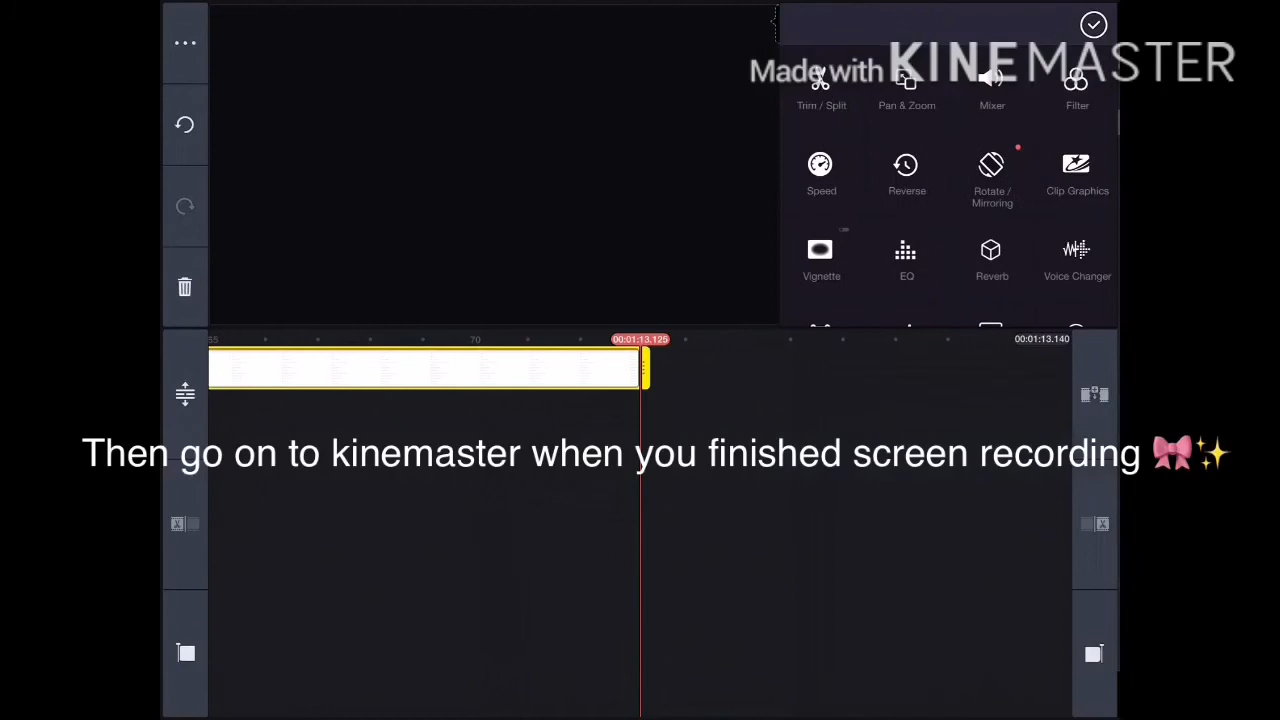 Made with KINEMASTER
Trim / Split
Pan & Zoom
Mixer
Filter
Speed
Reverse
Rotate /
Mirroring
Clip Graphics
Vignette
EQ
Reverb
Voice Changer
70
00:01:13.125
00:01:13.140
Then go on to kinemaster when you finished screen recording 🎀✨